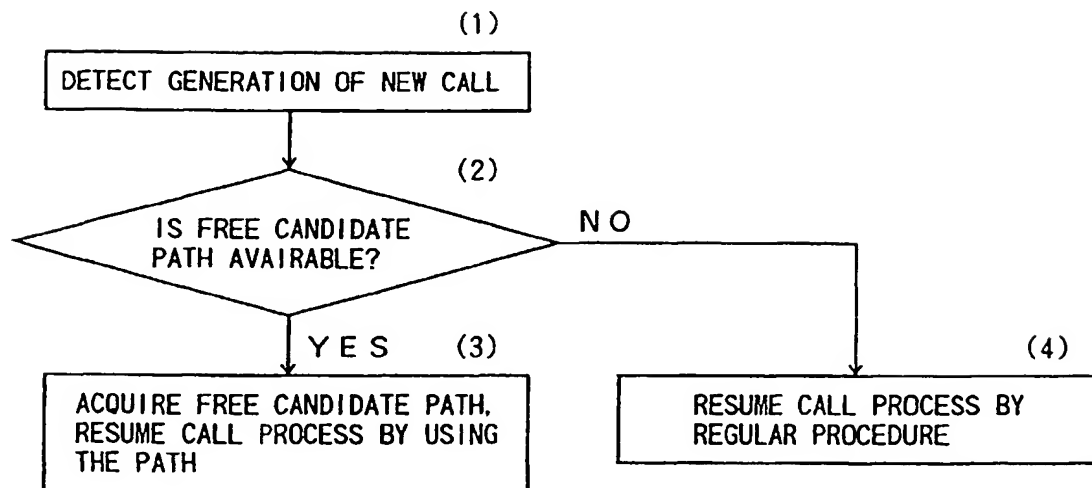 (1)
DETECT GENERATION OF NEW CALL
(2)
IS FREE CANDIDATE
PATH AVAIRABLE?
NO
YES
(3)
ACQUIRE FREE CANDIDATE PATH,
RESUME CALL PROCESS BY USING
THE PATH
(4)
RESUME CALL PROCESS BY
REGULAR PROCEDURE